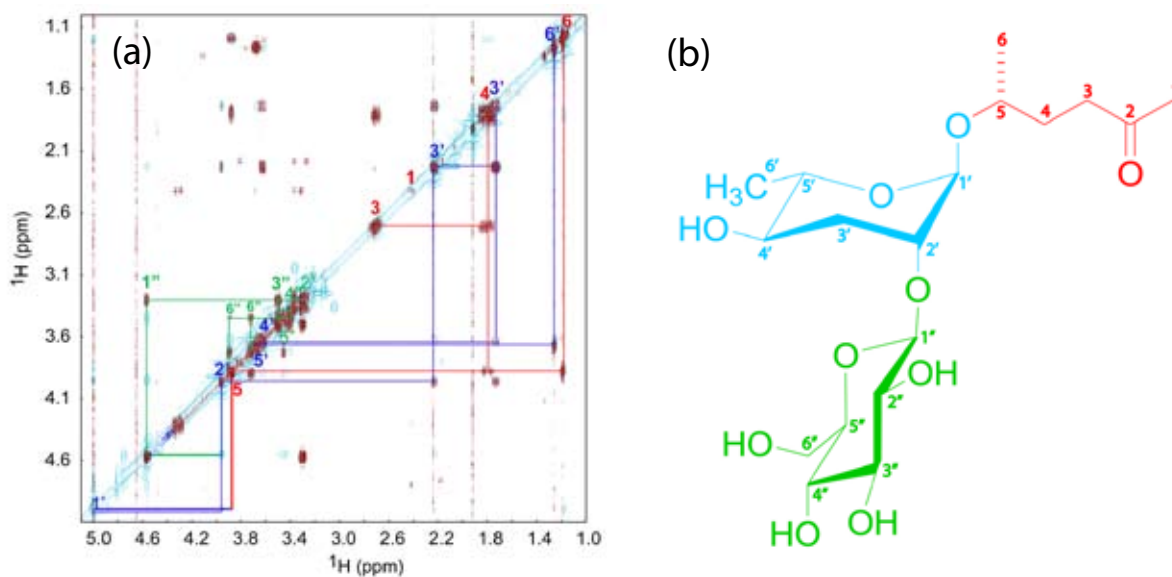 (a)
1.1
1.6
2.1
2.6
3.1
3.6
4.1
4.6
¹H (ppm)
5.0 4.6 4.2 3.8 3.4 3.0 2.6 2.2 1.8 1.4 1.0
¹H (ppm)
6
6'
3'
4
3'
1
3
1"
3"
6" 6"
4'
5'
2'
5
1'
(b)
6
5
4
3
2
O
O
6'
H₃C
5'
O
1'
HO
4'
3'
2'
O
1"
O
OH
2"
HO
6"
5"
3"
4"
HO
OH